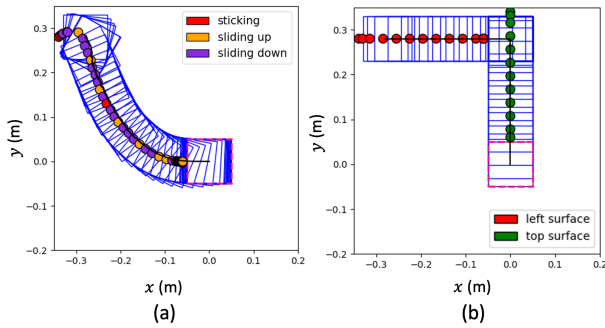 sticking
sliding up
sliding down
0.3
0.2
0.1
0.0
−0.1
−0.2
y (m)
−0.3 −0.2 −0.1 0.0 0.1 0.2
x (m)
(a)
0.3
0.2
0.1
0.0
−0.1
−0.2
y (m)
left surface
top surface
−0.3 −0.2 −0.1 0.0 0.1 0.2
x (m)
(b)